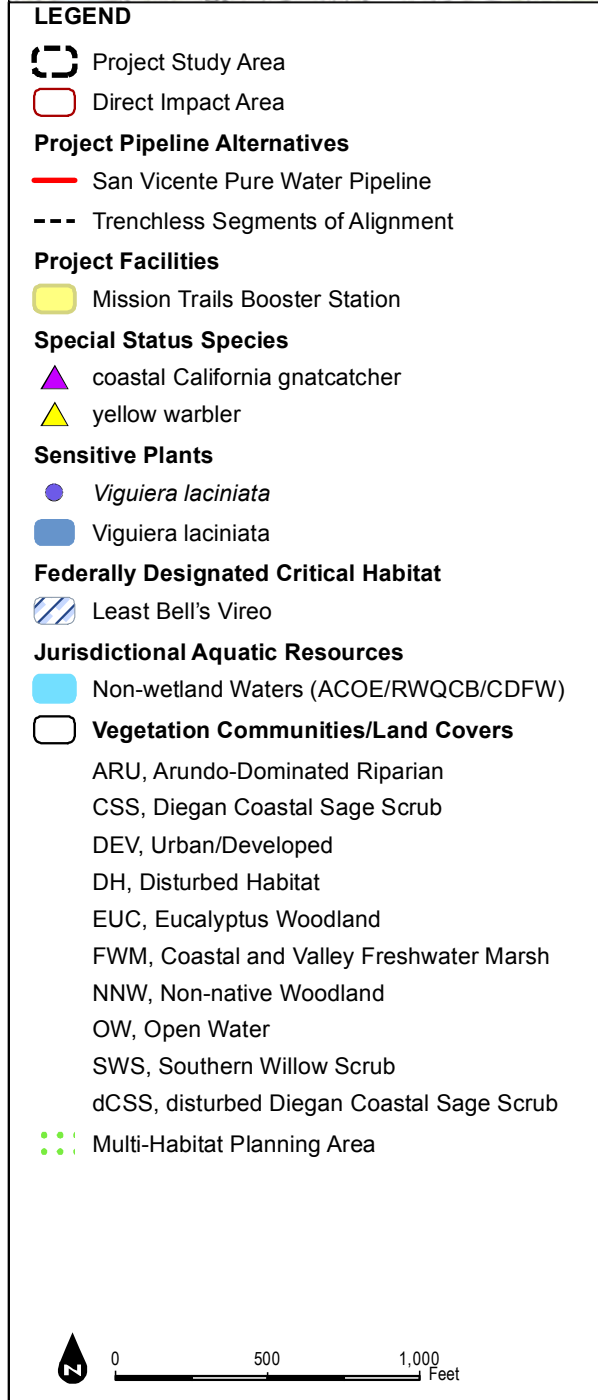 LEGEND
Project Study Area
Direct Impact Area
Project Pipeline Alternatives
San Vicente Pure Water Pipeline
Trenchless Segments of Alignment
Project Facilities
Mission Trails Booster Station
Special Status Species
coastal California gnatcatcher
yellow warbler
Sensitive Plants
Viguiera laciniata
Viguiera laciniata
Federally Designated Critical Habitat
Least Bell's Vireo
Jurisdictional Aquatic Resources
Non-wetland Waters (ACOE/RWQCB/CDFW)
Vegetation Communities/Land Covers
ARU, Arundo-Dominated Riparian
CSS, Diegan Coastal Sage Scrub
DEV, Urban/Developed
DH, Disturbed Habitat
EUC, Eucalyptus Woodland
FWM, Coastal and Valley Freshwater Marsh
NNW, Non-native Woodland
OW, Open Water
SWS, Southern Willow Scrub
dCSS, disturbed Diegan Coastal Sage Scrub
Multi-Habitat Planning Area
N 0 500 1,000
Feet